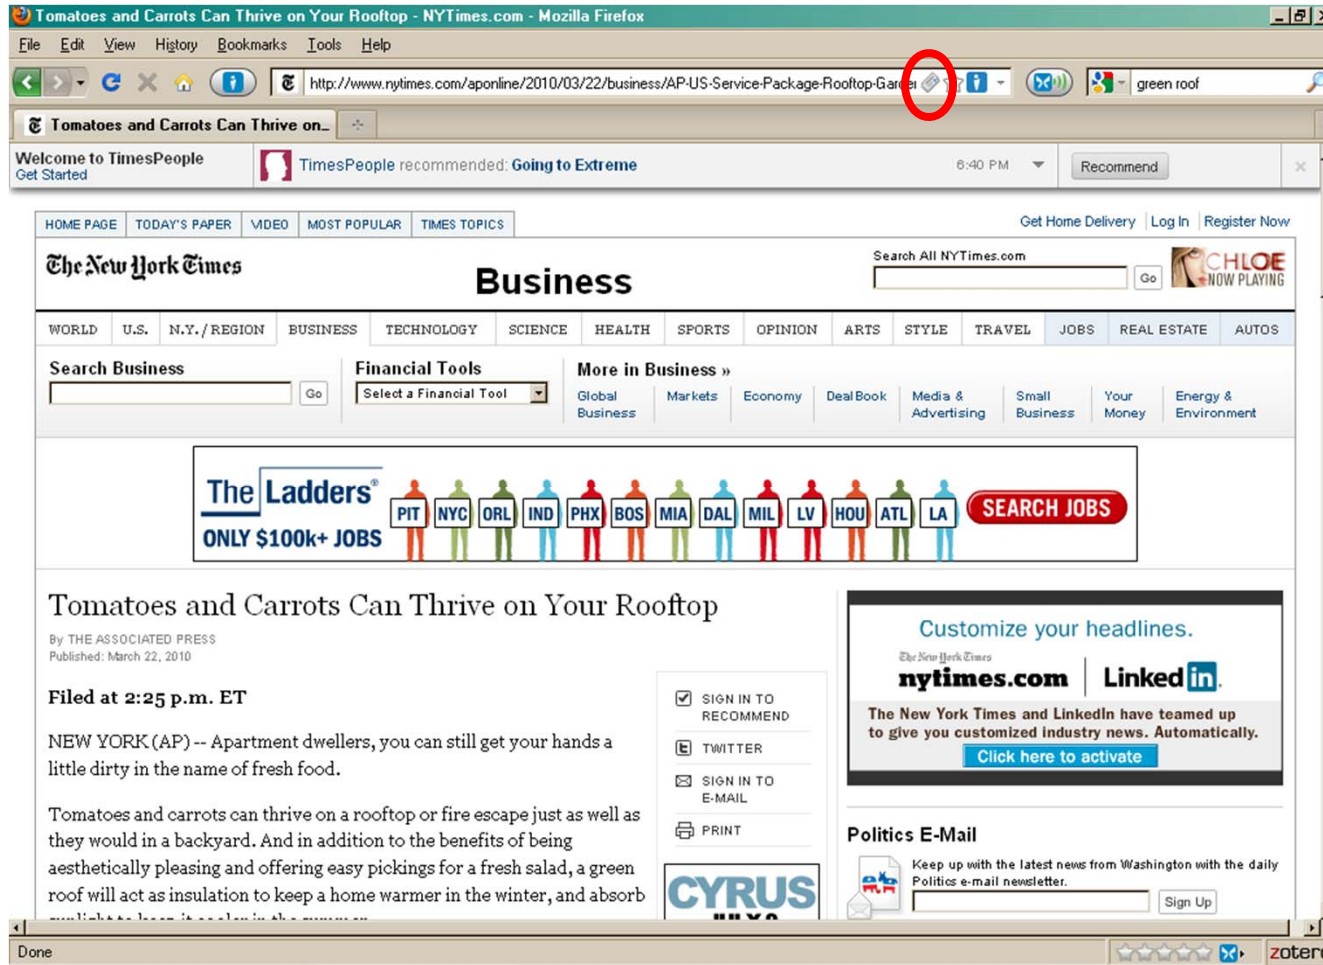 Tomatoes and Carrots Can Thrive on Your Rooftop - NYTimes.com - Mozilla Firefox
File Edit View History Bookmarks Tools Help
http://www.nytimes.com/aponline/2010/03/22/business/AP-US-Service-Package-Rooftop-Garden
green roof
Tomatoes and Carrots Can Thrive on...
Welcome to TimesPeople
Get Started
TimesPeople recommended: Going to Extreme
6:40 PM
Recommend
HOME PAGE TODAY'S PAPER VIDEO MOST POPULAR TIMES TOPICS
Get Home Delivery Log In Register Now
The New York Times
Business
Search All NYTimes.com
Go
CHLOE
NOW PLAYING
WORLD U.S. N.Y./REGION BUSINESS TECHNOLOGY SCIENCE HEALTH SPORTS OPINION ARTS STYLE TRAVEL JOBS REAL ESTATE AUTOS
Search Business
Go
Financial Tools
Select a Financial Tool
More in Business »
Global Business Markets Economy DealBook Media & Advertising Small Business Your Money Energy & Environment
The Ladders®
ONLY $100k+ JOBS
PIT NYC ORL IND PHX BOS MIA DAL MIL LV HOU ATL LA
SEARCH JOBS
Tomatoes and Carrots Can Thrive on Your Rooftop
By THE ASSOCIATED PRESS
Published: March 22, 2010
Filed at 2:25 p.m. ET
NEW YORK (AP) -- Apartment dwellers, you can still get your hands a
little dirty in the name of fresh food.
Tomatoes and carrots can thrive on a rooftop or fire escape just as well as
they would in a backyard. And in addition to the benefits of being
aesthetically pleasing and offering easy pickings for a fresh salad, a green
roof will act as insulation to keep a home warmer in the winter, and absorb
SIGN IN TO
RECOMMEND
TWITTER
SIGN IN TO
E-MAIL
PRINT
CYRUS
Customize your headlines.
The New York Times
nytimes.com
Linked in.
The New York Times and LinkedIn have teamed up
to give you customized industry news. Automatically.
Click here to activate
Politics E-Mail
Keep up with the latest news from Washington with the daily
Politics e-mail newsletter.
Sign Up
Done
zotero